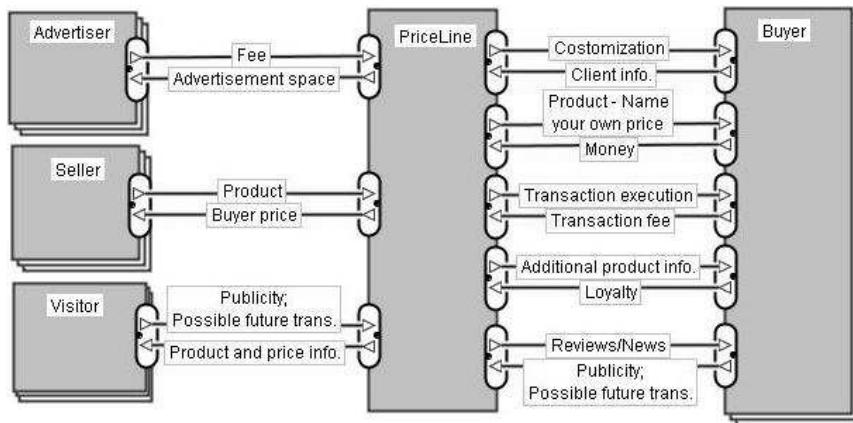 Advertiser
PriceLine
Buyer
Fee
Advertisement space
Costomization
Client info.
Product - Name
your own price
Money
Seller
Product
Buyer price
Transaction execution
Transaction fee
Additional product info.
Loyalty
Visitor
Publicity;
Possible future trans.
Product and price info.
Reviews/News
Publicity;
Possible future trans.